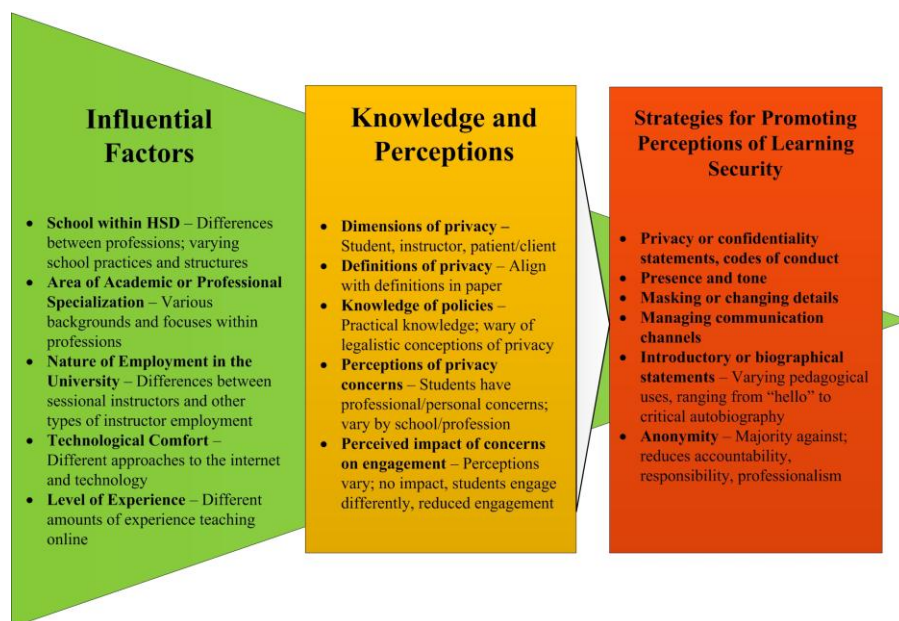 Influential
Factors
• School within HSD – Differences
between professions; varying
school practices and structures
• Area of Academic or Professional
Specialization – Various
backgrounds and focuses within
professions
• Nature of Employment in the
University – Differences between
sessional instructors and other
types of instructor employment
• Technological Comfort –
Different approaches to the internet
and technology
• Level of Experience – Different
amounts of experience teaching
online
Knowledge and
Perceptions
• Dimensions of privacy –
Student, instructor, patient/client
• Definitions of privacy – Align
with definitions in paper
• Knowledge of policies –
Practical knowledge; wary of
legalistic conceptions of privacy
• Perceptions of privacy
concerns – Students have
professional/personal concerns;
vary by school/profession
• Perceived impact of concerns
on engagement – Perceptions
vary; no impact, students engage
differently, reduced engagement
Strategies for Promoting
Perceptions of Learning
Security
• Privacy or confidentiality
statements, codes of conduct
• Presence and tone
• Masking or changing details
• Managing communication
channels
• Introductory or biographical
statements – Varying pedagogical
uses, ranging from “hello” to
critical autobiography
• Anonymity – Majority against;
reduces accountability,
responsibility, professionalism